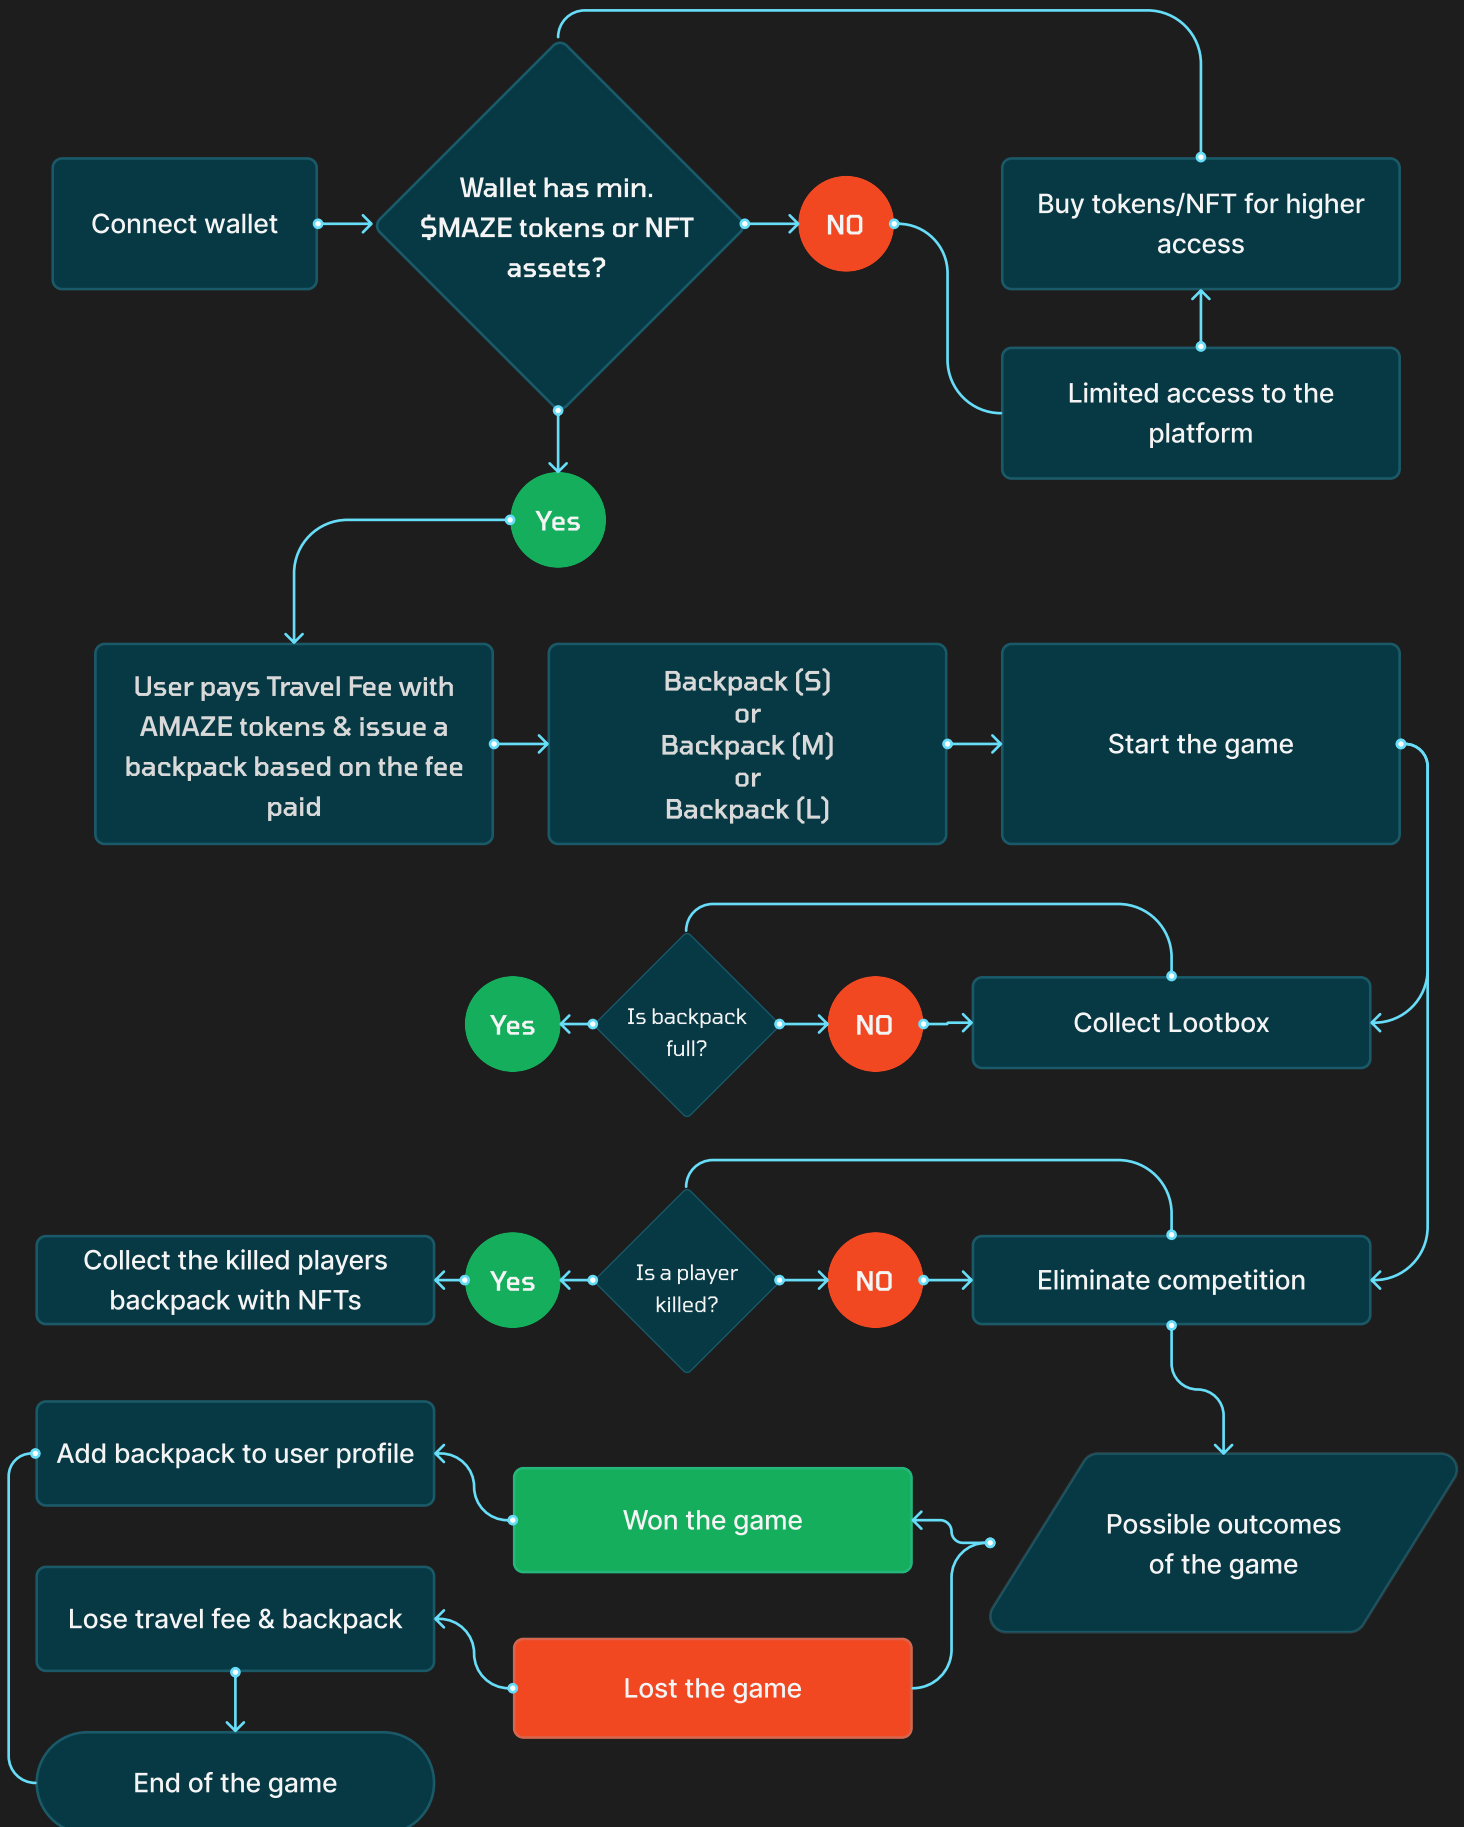 Connect wallet
Wallet has min.
$MAZE tokens or NFT
assets?
NO
Buy tokens/NFT for higher
access
Limited access to the
platform
Yes
User pays Travel Fee with
AMAZE tokens & issue a
backpack based on the fee
paid
Backpack (S)
or
Backpack (M)
or
Backpack (L)
Start the game
Yes
Is backpack
full?
NO
Collect Lootbox
Collect the killed players
backpack with NFTs
Yes
Is a player
killed?
NO
Eliminate competition
Add backpack to user profile
Won the game
Possible outcomes
of the game
Lose travel fee & backpack
Lost the game
End of the game